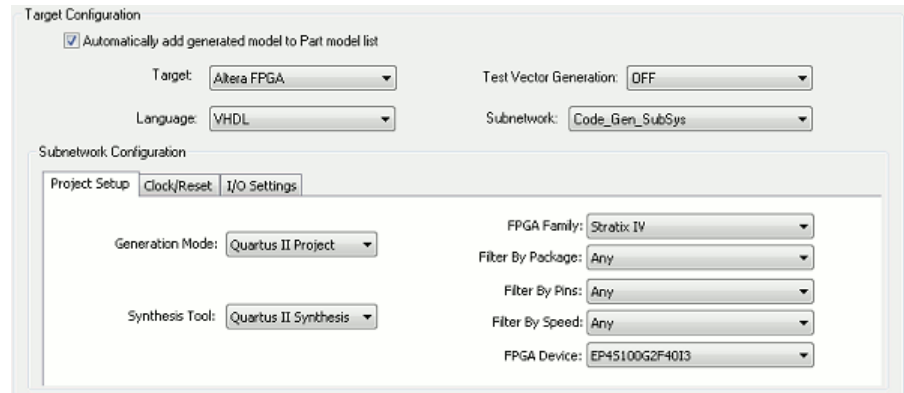 Target Configuration
Automatically add generated model to Part model list
Target: Altera FPGA Test Vector Generation: OFF
Language: VHDL Subnetwork: Code_Gen_SubSys
Subnetwork Configuration
Project Setup Clock/Reset I/O Settings
FPGA Family: Stratix IV
Generation Mode: Quartus II Project
Filter By Package: Any
Filter By Pins: Any
Synthesis Tool: Quartus II Synthesis
Filter By Speed: Any
FPGA Device: EP4S100G2F40I3